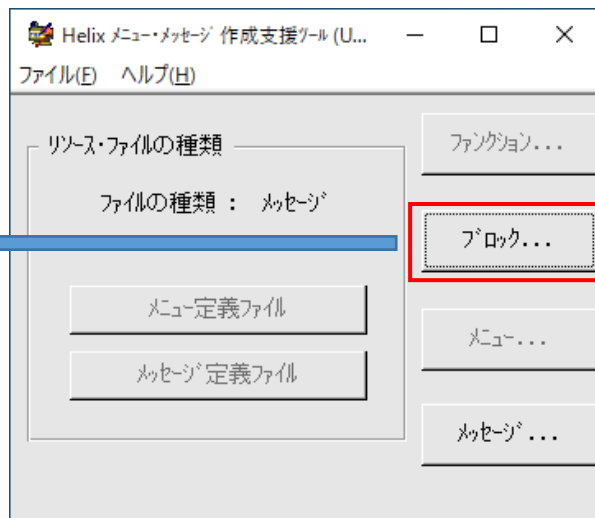 Helix ﾒﾆｭｰ･ﾒｯｾｰｼﾞ 作成支援ﾂｰﾙ (U...
ファイル(F) ヘルプ(H)
リソース・ファイルの種類
ファイルの種類 : メッセージ
メニュー定義ファイル
メッセージ定義ファイル
ファンクション...
ブロック...
メニュー...
メッセージ...